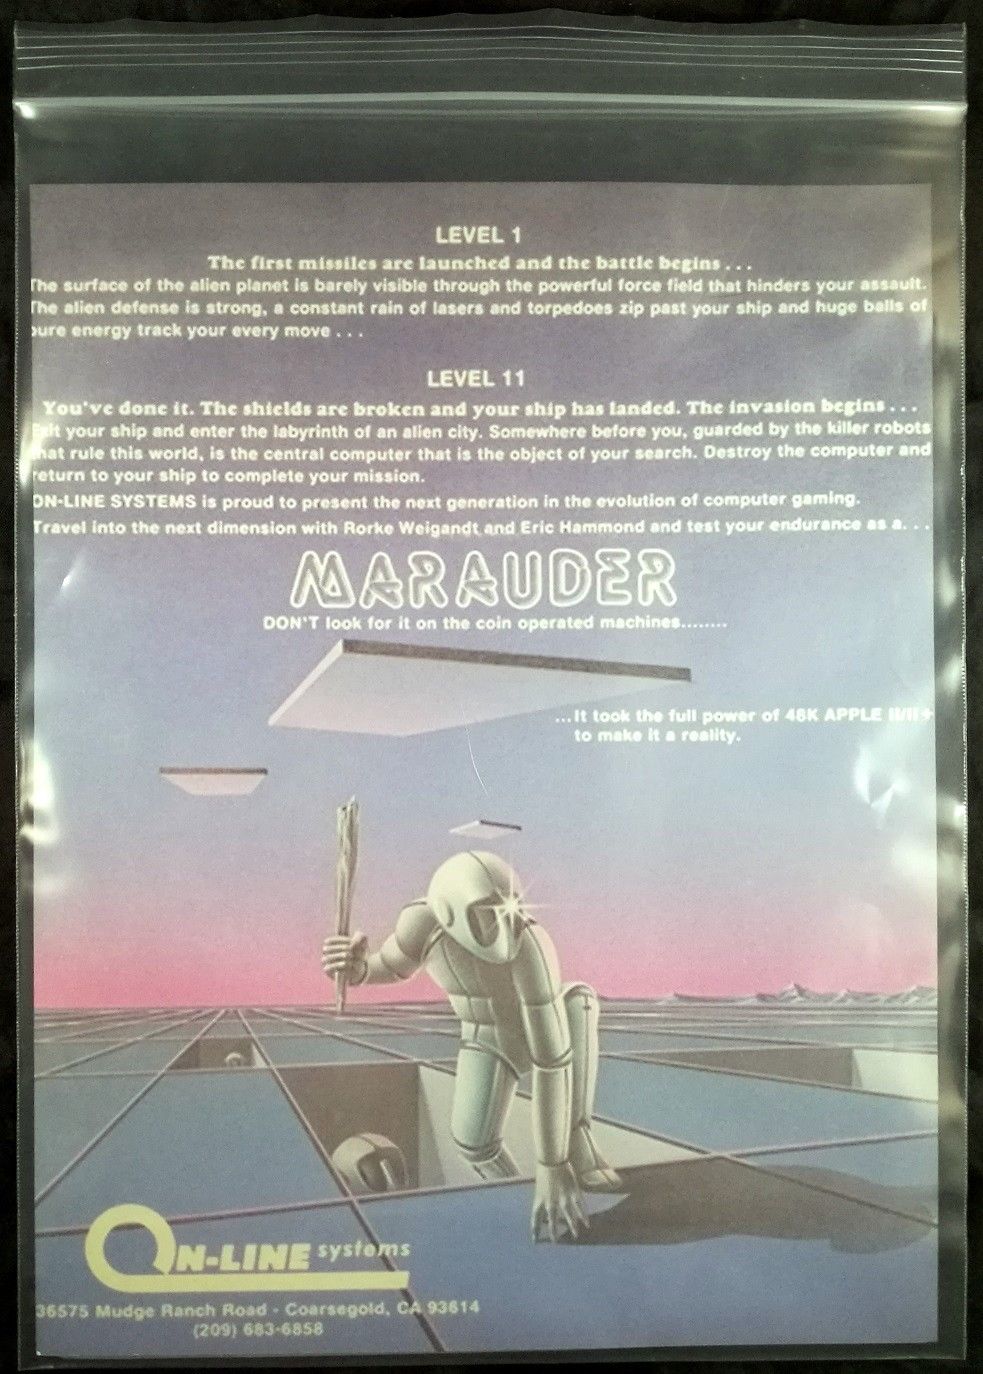 LEVEL 1
The first missiles are launched and the battle begins . . .
The surface of the alien planet is barely visible through the powerful force field that hinders your assault.
The alien defense is strong, a constant rain of lasers and torpedoes zip past your ship and huge balls of
pure energy track your every move . . .
LEVEL 11
You've done it. The shields are broken and your ship has landed. The invasion begins . . .
Exit your ship and enter the labyrinth of an alien city. Somewhere before you, guarded by the killer robots
that rule this world, is the central computer that is the object of your search. Destroy the computer and
return to your ship to complete your mission.
ON-LINE SYSTEMS is proud to present the next generation in the evolution of computer gaming.
Travel into the next dimension with Rorke Weigandt and Eric Hammond and test your endurance as a. . .
MARAUDER
DON'T look for it on the coin operated machines........
...It took the full power of 48K APPLE II/II+
to make it a reality.
ON-LINE systems
36575 Mudge Ranch Road - Coarsegold, CA 93614
(209) 683-6858